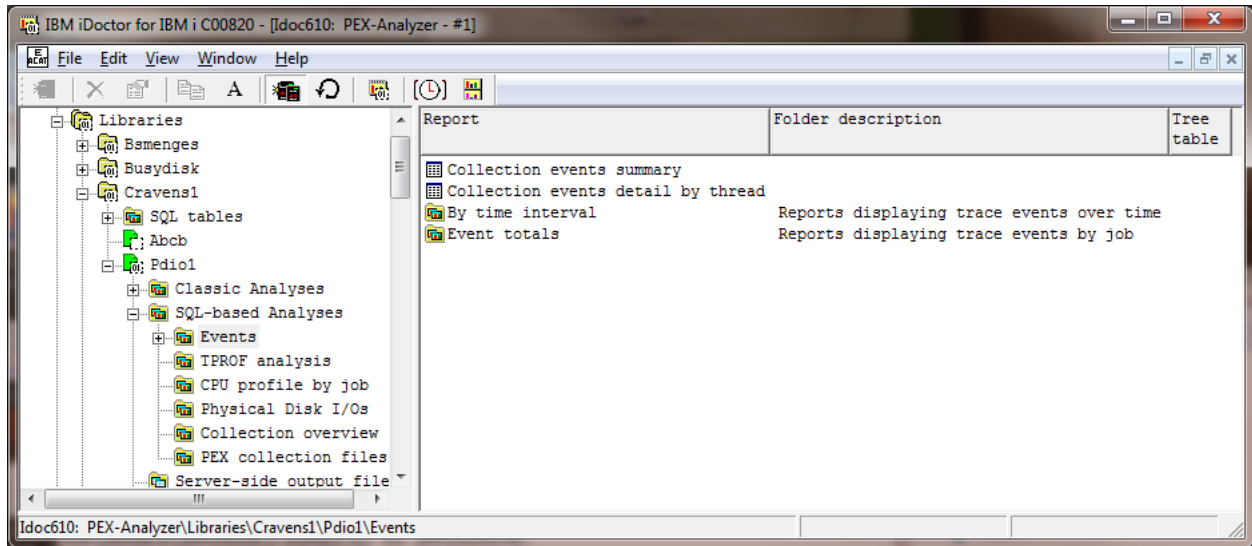 IBM iDoctor for IBM i C00820 - [Idoc610: PEX-Analyzer - #1]
File Edit View Window Help
Libraries
Bsmenges
Busydisk
Cravens1
SQL tables
Abcb
Pdio1
Classic Analyses
SQL-based Analyses
Events
TPROF analysis
CPU profile by job
Physical Disk I/Os
Collection overview
PEX collection files
Server-side output file
Report Folder description Tree table
Collection events summary
Collection events detail by thread
By time interval Reports displaying trace events over time
Event totals Reports displaying trace events by job
Idoc610: PEX-Analyzer\Libraries\Cravens1\Pdio1\Events